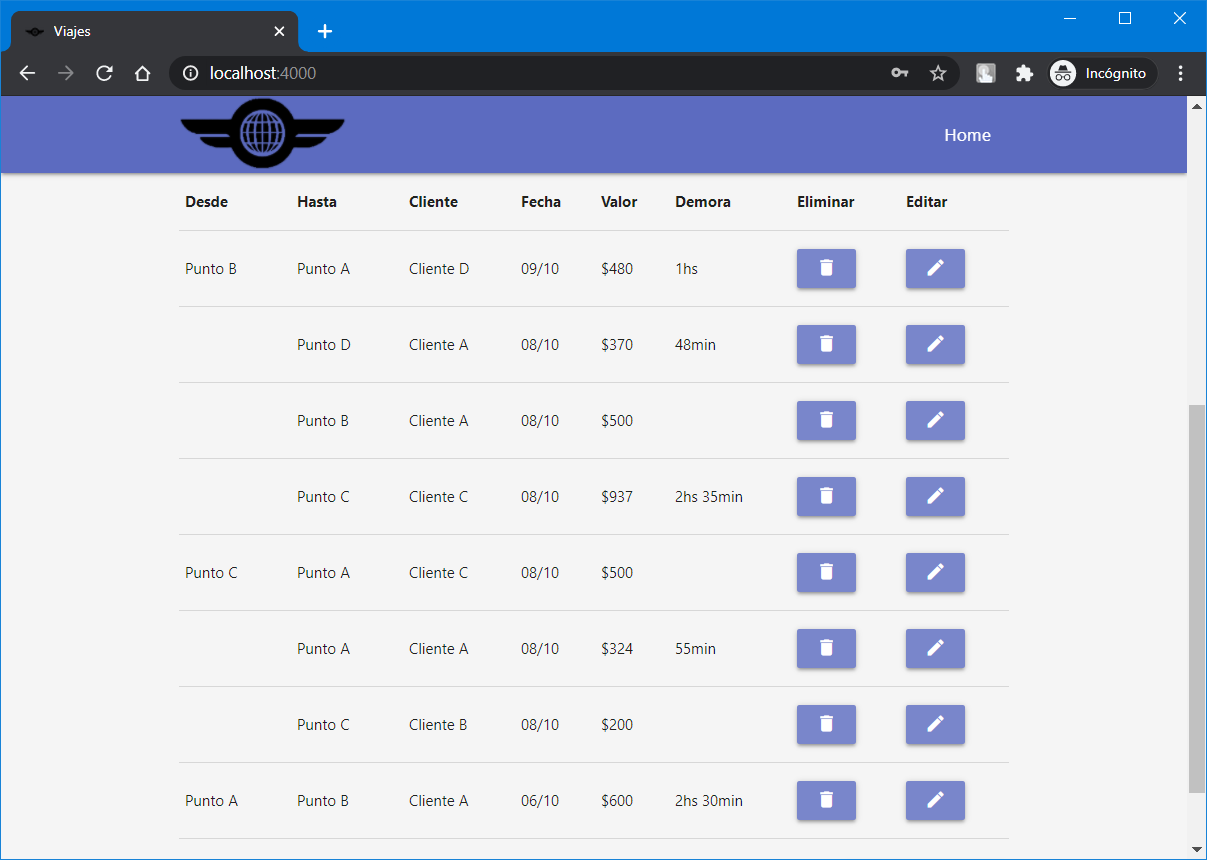 Viajes
localhost:4000
Incógnito
Home
Desde Hasta Cliente Fecha Valor Demora Eliminar Editar
Punto B Punto A Cliente D 09/10 $480 1hs
Punto D Cliente A 08/10 $370 48min
Punto B Cliente A 08/10 $500
Punto C Cliente C 08/10 $937 2hs 35min
Punto C Punto A Cliente C 08/10 $500
Punto A Cliente A 08/10 $324 55min
Punto C Cliente B 08/10 $200
Punto A Punto B Cliente A 06/10 $600 2hs 30min